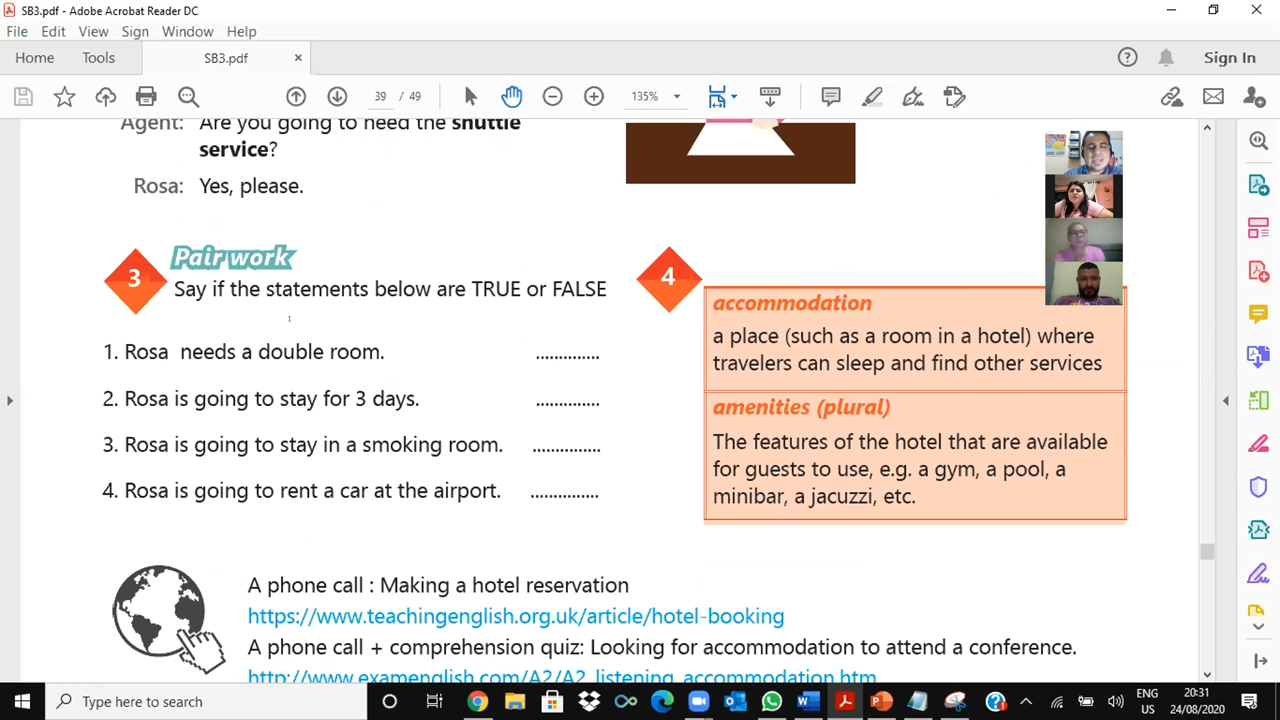 SB3.pdf - Adobe Acrobat Reader DC
File Edit View Sign Window Help
Home Tools SB3.pdf × Sign In
39 / 49 135%
Agent: Are you going to need the shuttle
service?
Rosa: Yes, please.
3 Pair work
Say if the statements below are TRUE or FALSE
1. Rosa needs a double room. ..............
2. Rosa is going to stay for 3 days. ..............
3. Rosa is going to stay in a smoking room. ...............
4. Rosa is going to rent a car at the airport. ...............
4
accommodation
a place (such as a room in a hotel) where
travelers can sleep and find other services
amenities (plural)
The features of the hotel that are available
for guests to use, e.g. a gym, a pool, a
minibar, a jacuzzi, etc.
A phone call : Making a hotel reservation
https://www.teachingenglish.org.uk/article/hotel-booking
A phone call + comprehension quiz: Looking for accommodation to attend a conference.
http://www.examenglish.com/A2/A2_listening_accommodation.htm
Type here to search
ENG 20:31
US 24/08/2020